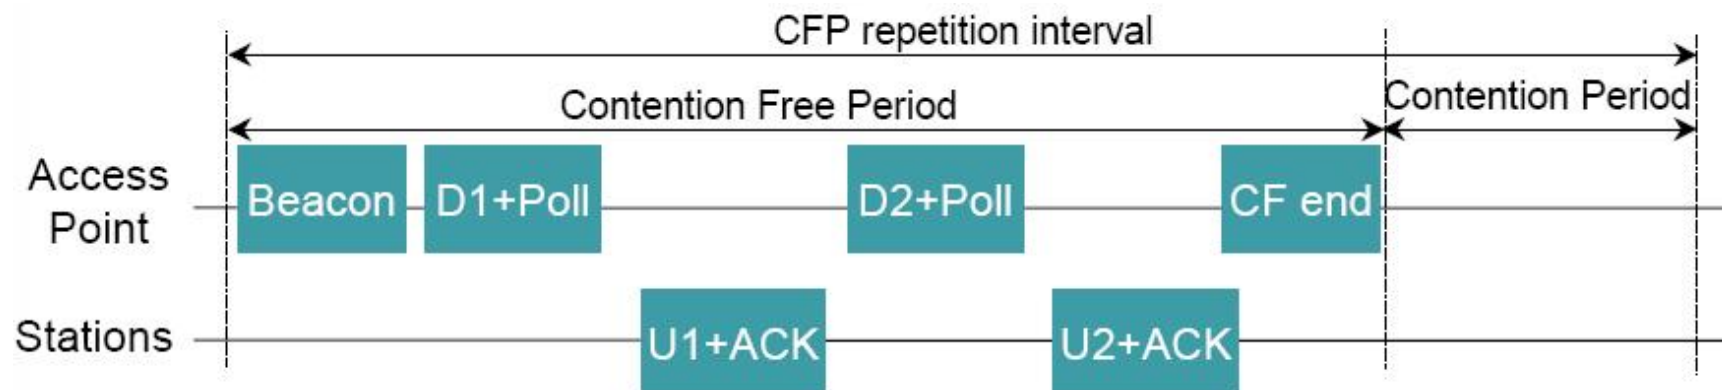 CFP repetition interval
Contention Free Period
Contention Period
Access
Point
Beacon
D1+Poll
D2+Poll
CF end
Stations
U1+ACK
U2+ACK